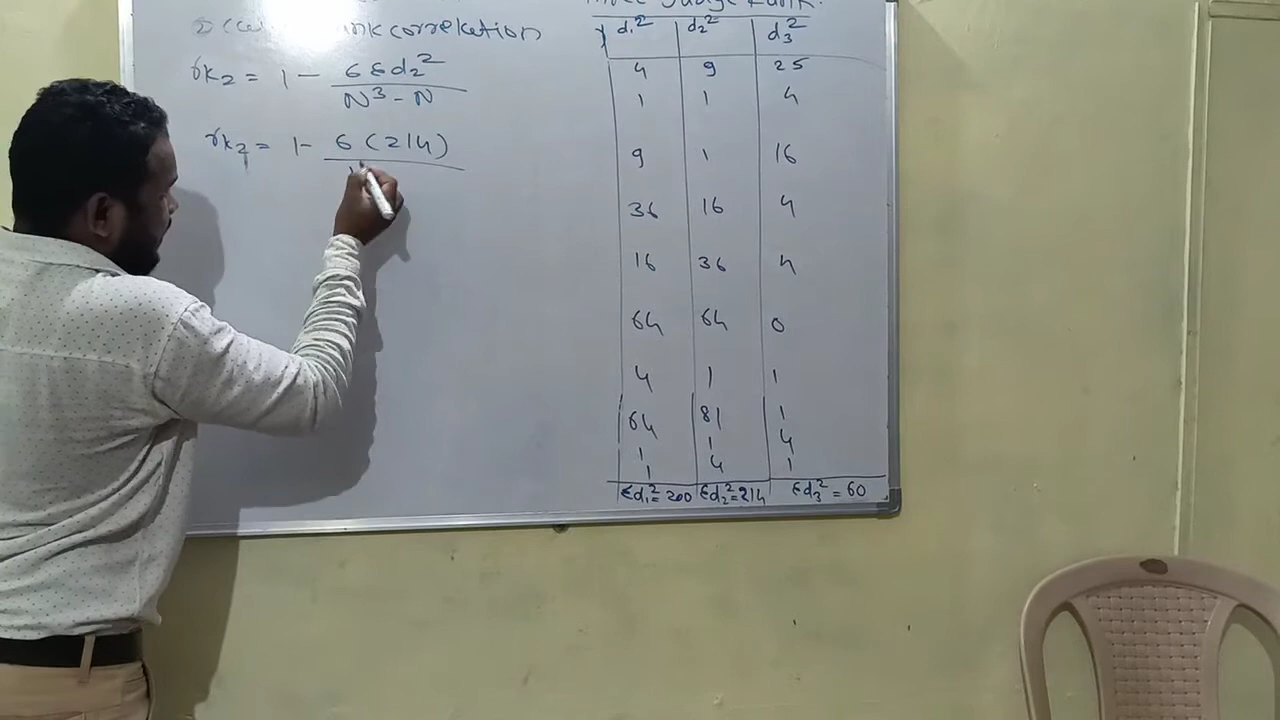 correlation
rk₂ = 1 - 6Σd₂² / N³ - N
rk₂ = 1 - 6(214)
Judge Rank.
d₁² d₂² d₃²
4 9 25
1 1 4
9 1 16
36 16 4
16 36 4
64 64 0
4 1 1
64 81 1
1 1 4
1 4 1
Σd₁²= 200 Σd₂²=214 Σd₃² = 60